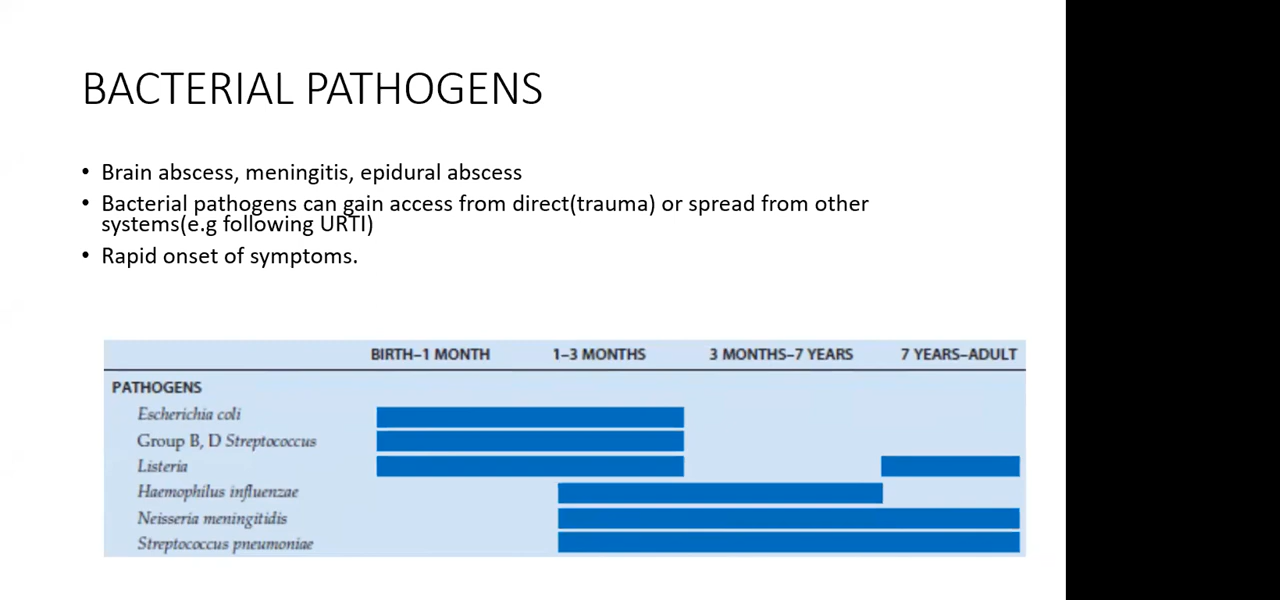 BACTERIAL PATHOGENS
• Brain abscess, meningitis, epidural abscess
• Bacterial pathogens can gain access from direct(trauma) or spread from other
systems(e.g following URTI)
• Rapid onset of symptoms.
BIRTH–1 MONTH 1–3 MONTHS 3 MONTHS–7 YEARS 7 YEARS–ADULT
PATHOGENS
Escherichia coli
Group B, D Streptococcus
Listeria
Haemophilus influenzae
Neisseria meningitidis
Streptococcus pneumoniae